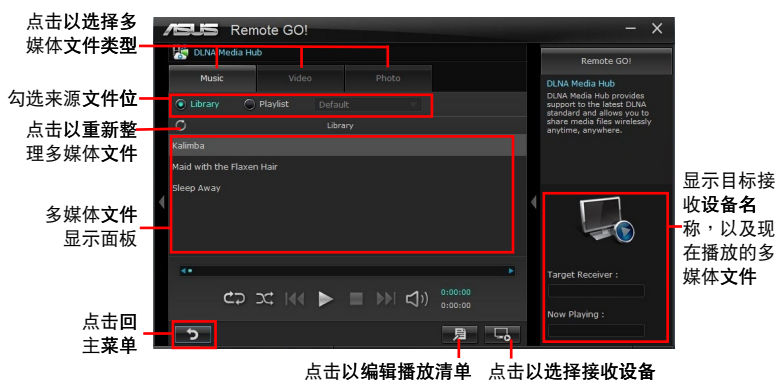 点击以选择多
媒体文件类型
勾选来源文件位
点击以重新整
理多媒体文件
多媒体文件
显示面板
点击回
主菜单
ASUS Remote GO!
DLNA Media Hub
Music Video Photo
Library Playlist Default
Library
Kalimba
Maid with the Flaxen Hair
Sleep Away
0:00:00
0:00:00
Remote GO!
DLNA Media Hub
DLNA Media Hub provides
support to the latest DLNA
standard and allows you to
share media files wirelessly
anytime, anywhere.
Target Receiver :
Now Playing :
显示目标接
收设备名
称，以及现
在播放的多
媒体文件
点击以编辑播放清单 点击以选择接收设备